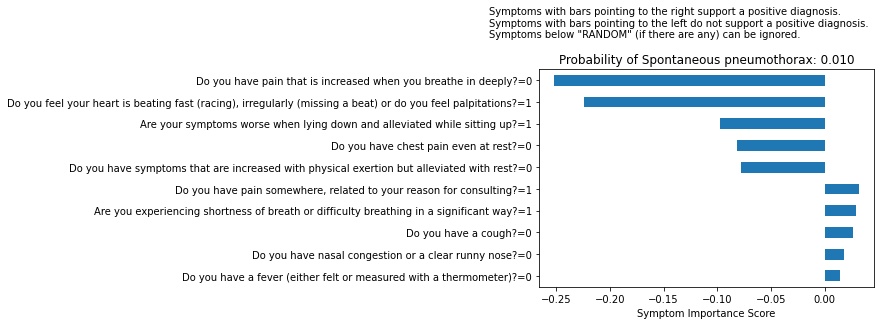 Symptoms with bars pointing to the right support a positive diagnosis.
Symptoms with bars pointing to the left do not support a positive diagnosis.
Symptoms below "RANDOM" (if there are any) can be ignored.
Probability of Spontaneous pneumothorax: 0.010
Do you have pain that is increased when you breathe in deeply?=0
Do you feel your heart is beating fast (racing), irregularly (missing a beat) or do you feel palpitations?=1
Are your symptoms worse when lying down and alleviated while sitting up?=1
Do you have chest pain even at rest?=0
Do you have symptoms that are increased with physical exertion but alleviated with rest?=0
Do you have pain somewhere, related to your reason for consulting?=1
Are you experiencing shortness of breath or difficulty breathing in a significant way?=1
Do you have a cough?=0
Do you have nasal congestion or a clear runny nose?=0
Do you have a fever (either felt or measured with a thermometer)?=0
−0.25 −0.20 −0.15 −0.10 −0.05 0.00
Symptom Importance Score